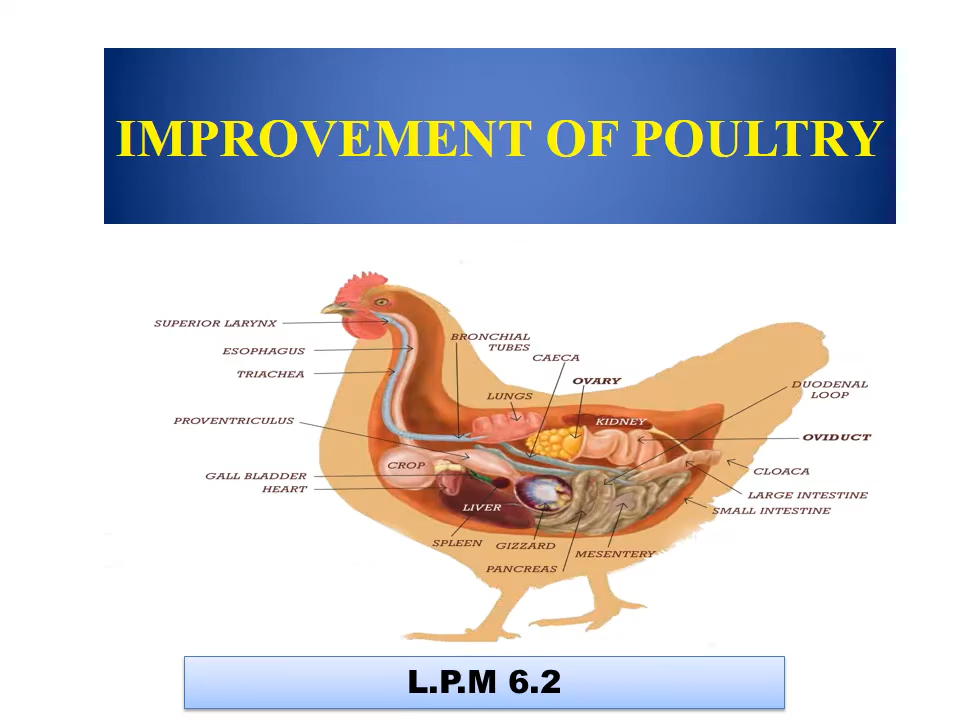 IMPROVEMENT OF POULTRY
SUPERIOR LARYNX
ESOPHAGUS
TRIACHEA
PROVENTRICULUS
GALL BLADDER
HEART
BRONCHIAL
TUBES
CAECA
OVARY
LUNGS
KIDNEY
DUODENAL
LOOP
OVIDUCT
CLOACA
LARGE INTESTINE
SMALL INTESTINE
CROP
LIVER
SPLEEN
GIZZARD
MESENTERY
PANCREAS
L.P.M 6.2